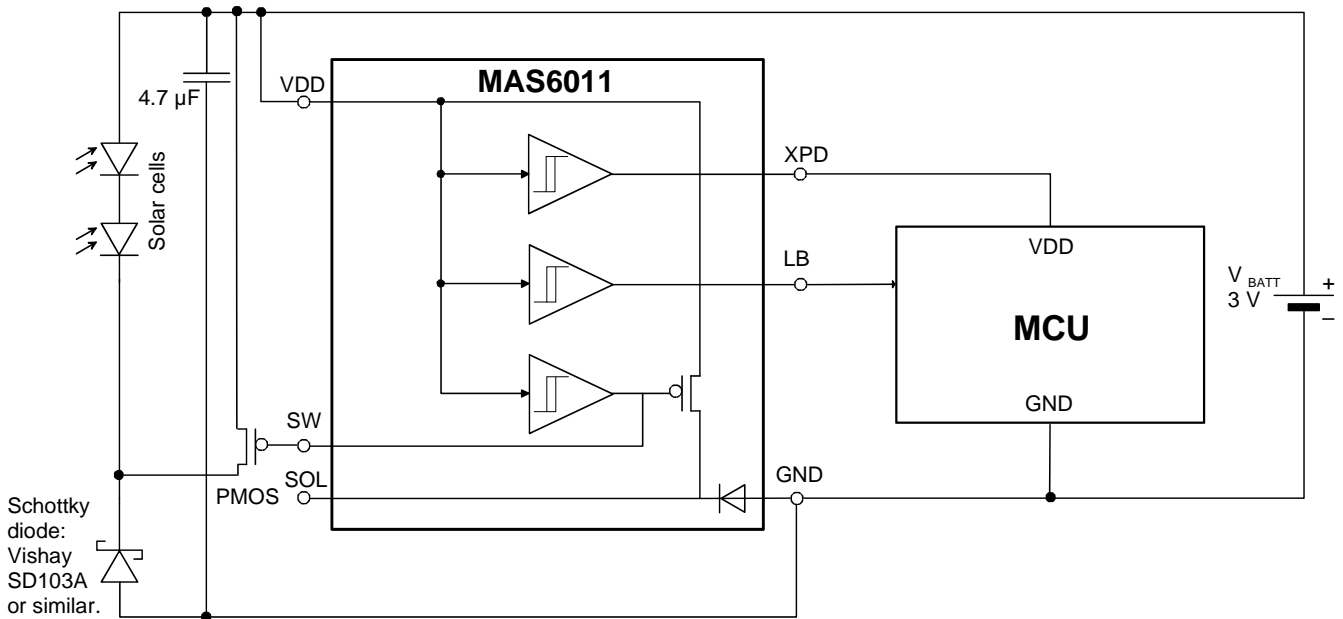 MAS6011
VDD
4.7 µF
Solar cells
XPD
VDD
LB
V BATT
3 V
+
–
MCU
GND
SW
SOL
PMOS
GND
Schottky
diode:
Vishay
SD103A
or similar.